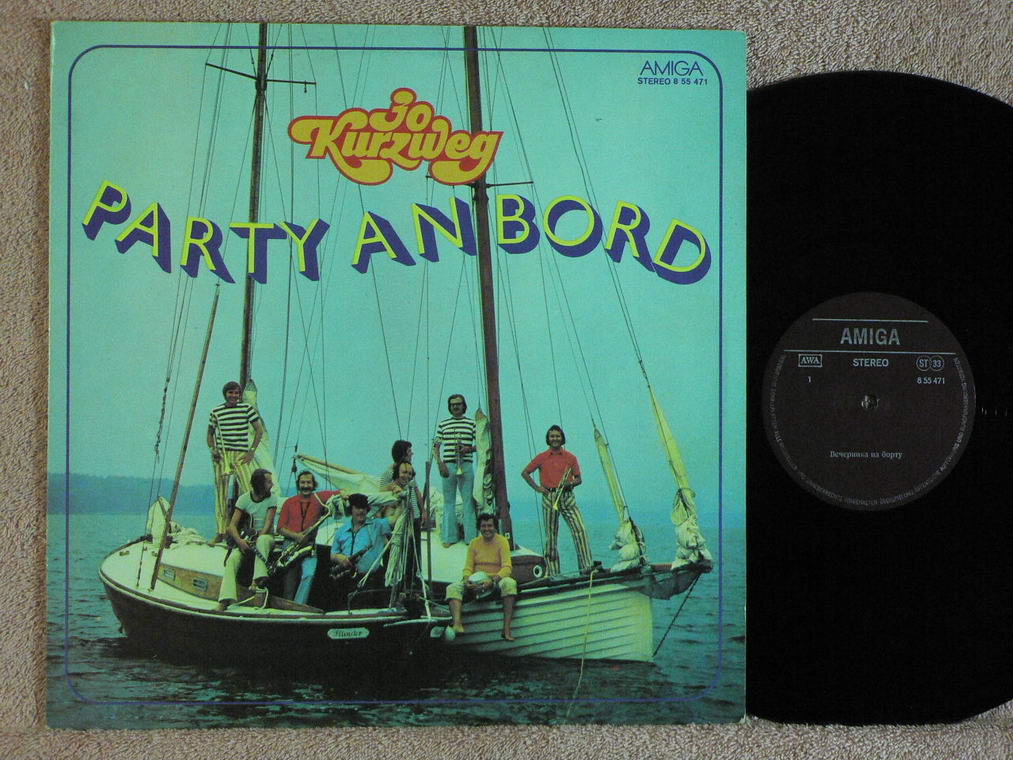 AMIGA
STEREO 8 55 471
jo
Kurzweg
PARTY AN BORD
Flunder
AMIGA
AWA
STEREO
ST 33
1
8 55 471
Вечеринка на борту